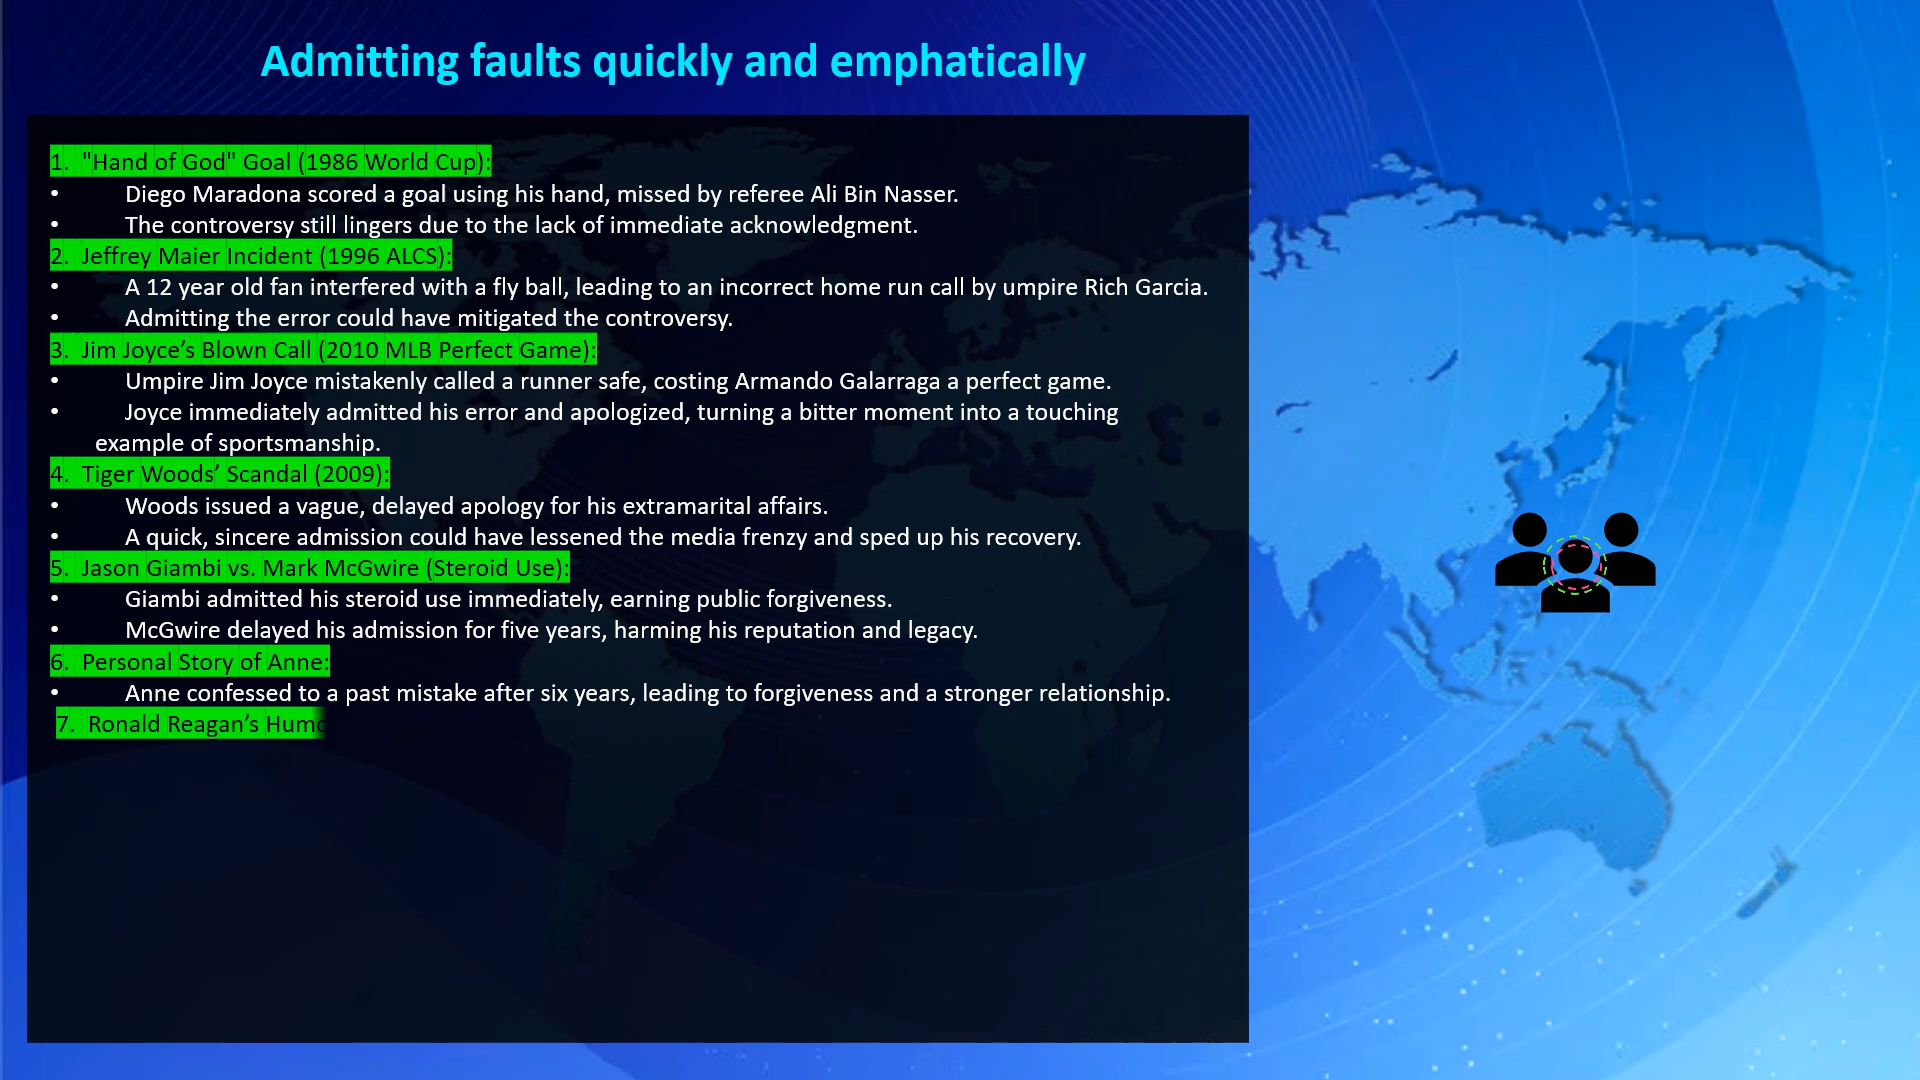 Admitting faults quickly and emphatically
1. "Hand of God" Goal (1986 World Cup):
• Diego Maradona scored a goal using his hand, missed by referee Ali Bin Nasser.
• The controversy still lingers due to the lack of immediate acknowledgment.
2. Jeffrey Maier Incident (1996 ALCS):
• A 12 year old fan interfered with a fly ball, leading to an incorrect home run call by umpire Rich Garcia.
• Admitting the error could have mitigated the controversy.
3. Jim Joyce’s Blown Call (2010 MLB Perfect Game):
• Umpire Jim Joyce mistakenly called a runner safe, costing Armando Galarraga a perfect game.
• Joyce immediately admitted his error and apologized, turning a bitter moment into a touching
example of sportsmanship.
4. Tiger Woods’ Scandal (2009):
• Woods issued a vague, delayed apology for his extramarital affairs.
• A quick, sincere admission could have lessened the media frenzy and sped up his recovery.
5. Jason Giambi vs. Mark McGwire (Steroid Use):
• Giambi admitted his steroid use immediately, earning public forgiveness.
• McGwire delayed his admission for five years, harming his reputation and legacy.
6. Personal Story of Anne:
• Anne confessed to a past mistake after six years, leading to forgiveness and a stronger relationship.
7. Ronald Reagan’s